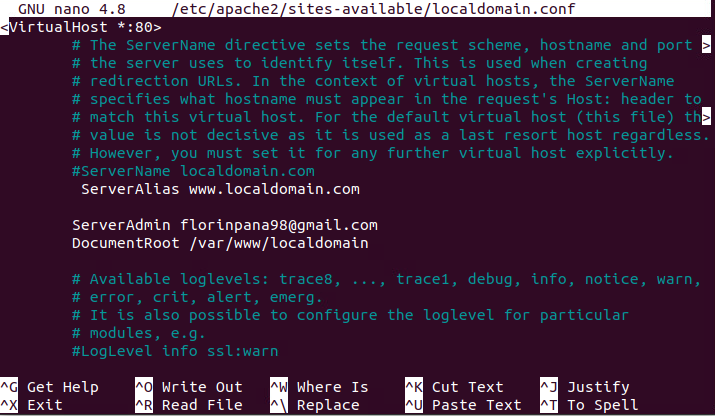 GNU nano 4.8 /etc/apache2/sites-available/localdomain.conf
<VirtualHost *:80>
# The ServerName directive sets the request scheme, hostname and port >
# the server uses to identify itself. This is used when creating
# redirection URLs. In the context of virtual hosts, the ServerName
# specifies what hostname must appear in the request's Host: header to
# match this virtual host. For the default virtual host (this file) th>
# value is not decisive as it is used as a last resort host regardless.
# However, you must set it for any further virtual host explicitly.
#ServerName localdomain.com
ServerAlias www.localdomain.com
ServerAdmin florinpana98@gmail.com
DocumentRoot /var/www/localdomain
# Available loglevels: trace8, ..., trace1, debug, info, notice, warn,
# error, crit, alert, emerg.
# It is also possible to configure the loglevel for particular
# modules, e.g.
#LogLevel info ssl:warn
^G Get Help ^O Write Out ^W Where Is ^K Cut Text ^J Justify
^X Exit ^R Read File ^\ Replace ^U Paste Text ^T To Spell